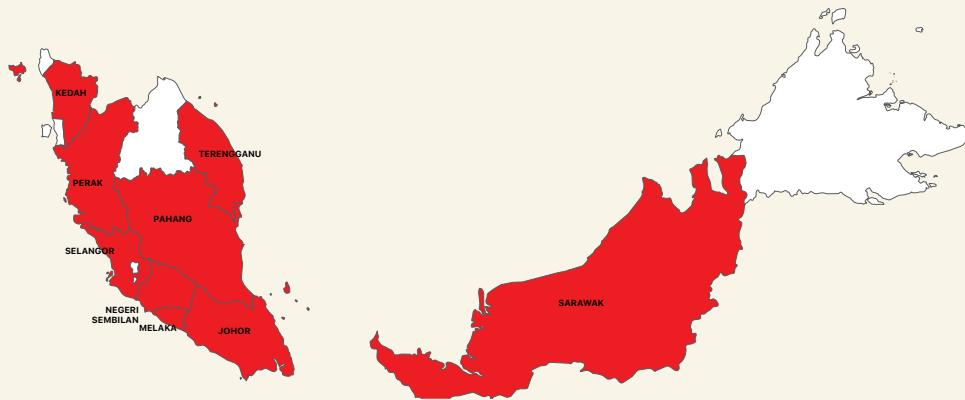 KEDAH
TERENGGANU
PERAK
PAHANG
SELANGOR
NEGERI
SEMBILAN
MELAKA
JOHOR
SARAWAK